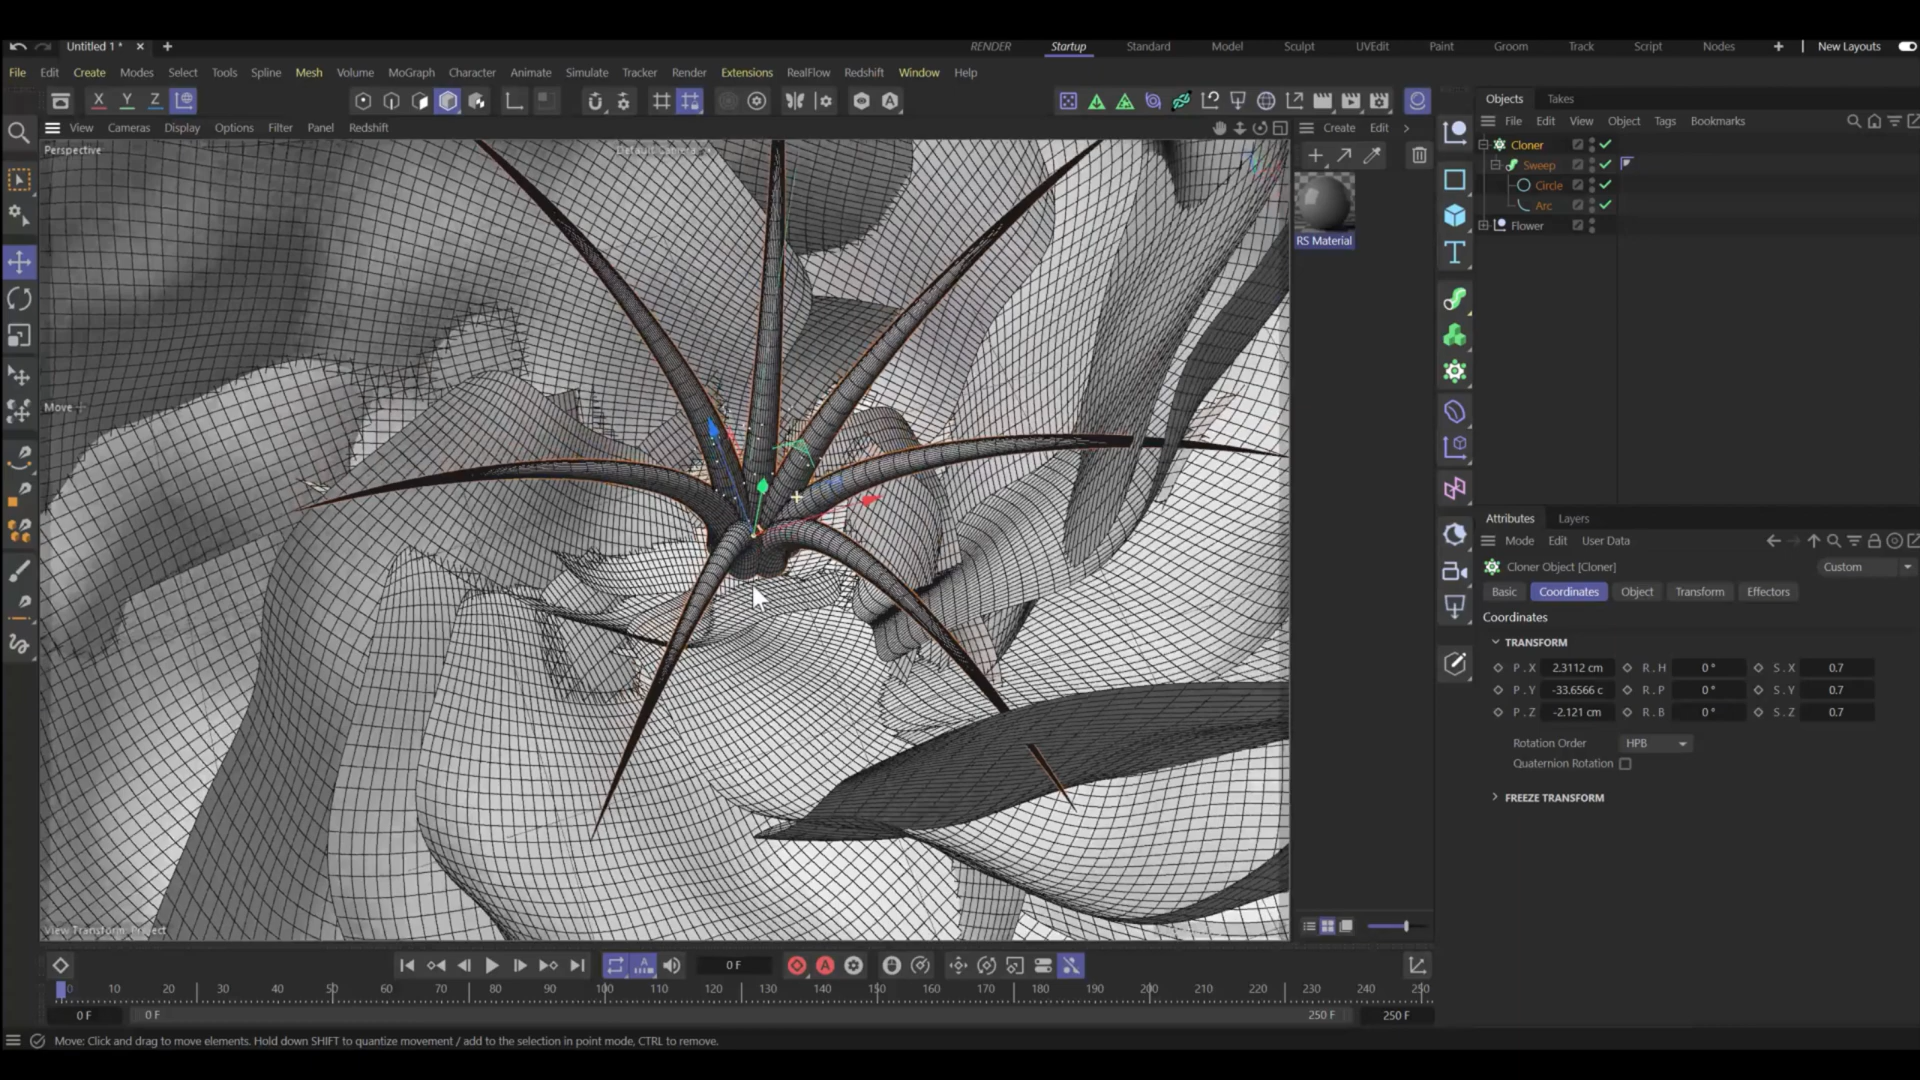 Untitled 1 *
RENDER Startup Standard Model Sculpt UVEdit Paint Groom Track Script Nodes New Layouts
File Edit Create Modes Select Tools Spline Mesh Volume MoGraph Character Animate Simulate Tracker Render Extensions RealFlow Redshift Window Help
X Y Z
Objects Takes
View Cameras Display Options Filter Panel Redshift
Create Edit
File Edit View Object Tags Bookmarks
Perspective
Default Camera
Cloner
Sweep
Circle
Arc
Flower
RS Material
Move
Attributes Layers
Mode Edit User Data
Cloner Object [Cloner]
Custom
Basic Coordinates Object Transform Effectors
Coordinates
TRANSFORM
P . X 2.3112 cm R . H 0 ° S . X 0.7
P . Y -33.6566 c R . P 0 ° S . Y 0.7
P . Z -2.121 cm R . B 0 ° S . Z 0.7
Rotation Order HPB
Quaternion Rotation
FREEZE TRANSFORM
View Transform: Project
0 F
0 10 20 30 40 50 60 70 80 90 100 110 120 130 140 150 160 170 180 190 200 210 220 230 240 250
0 F 0 F 250 F 250 F
Move: Click and drag to move elements. Hold down SHIFT to quantize movement / add to the selection in point mode, CTRL to remove.